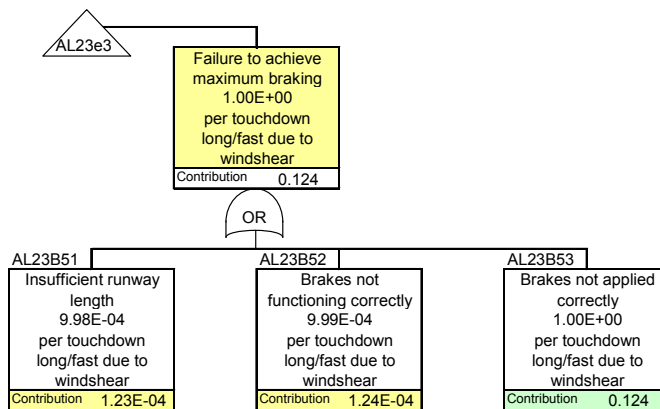 AL23e3
Failure to achieve
maximum braking
1.00E+00
per touchdown
long/fast due to
windshear
Contribution 0.124
OR
AL23B51
Insufficient runway
length
9.98E-04
per touchdown
long/fast due to
windshear
Contribution 1.23E-04
AL23B52
Brakes not
functioning correctly
9.99E-04
per touchdown
long/fast due to
windshear
Contribution 1.24E-04
AL23B53
Brakes not applied
correctly
1.00E+00
per touchdown
long/fast due to
windshear
Contribution 0.124